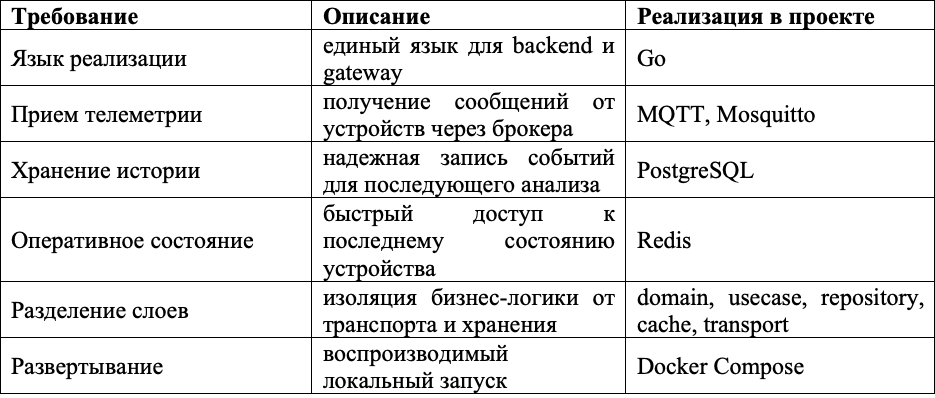 Требование Описание Реализация в проекте
Язык реализации единый язык для backend и gateway Go
Прием телеметрии получение сообщений от устройств через брокера MQTT, Mosquitto
Хранение истории надежная запись событий для последующего анализа PostgreSQL
Оперативное состояние быстрый доступ к последнему состоянию устройства Redis
Разделение слоев изоляция бизнес-логики от транспорта и хранения domain, usecase, repository, cache, transport
Развертывание воспроизводимый локальный запуск Docker Compose